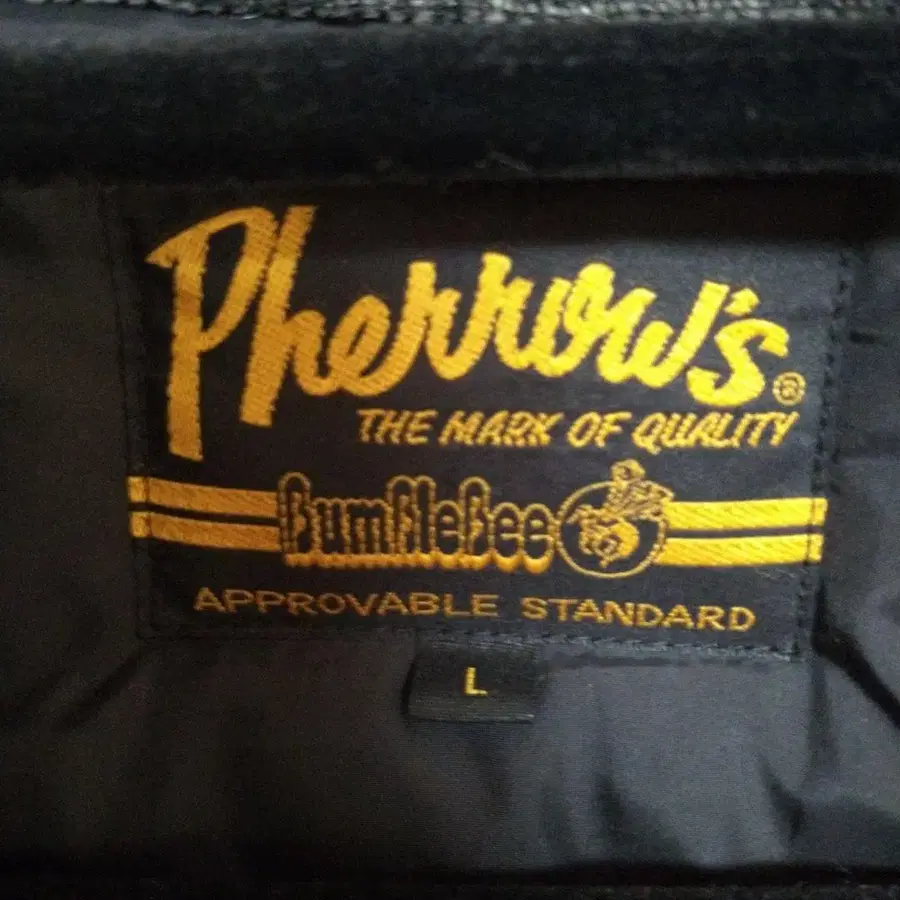 Pherrow's®
THE MARK OF QUALITY
BumbleBee
APPROVABLE STANDARD
L